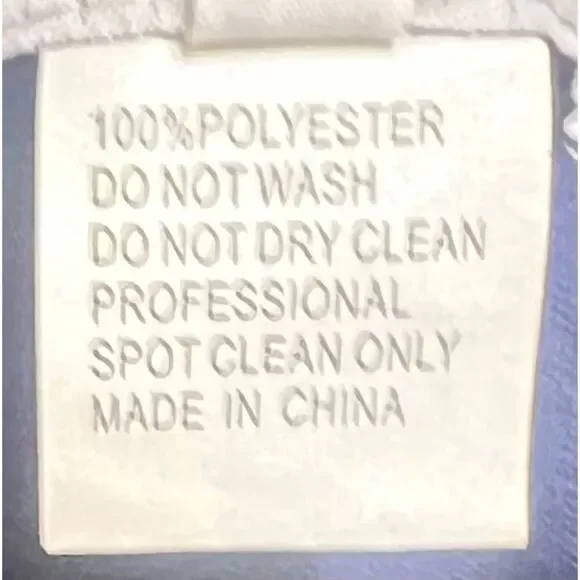 100%POLYESTER
DO NOT WASH
DO NOT DRY CLEAN
PROFESSIONAL
SPOT CLEAN ONLY
MADE IN CHINA